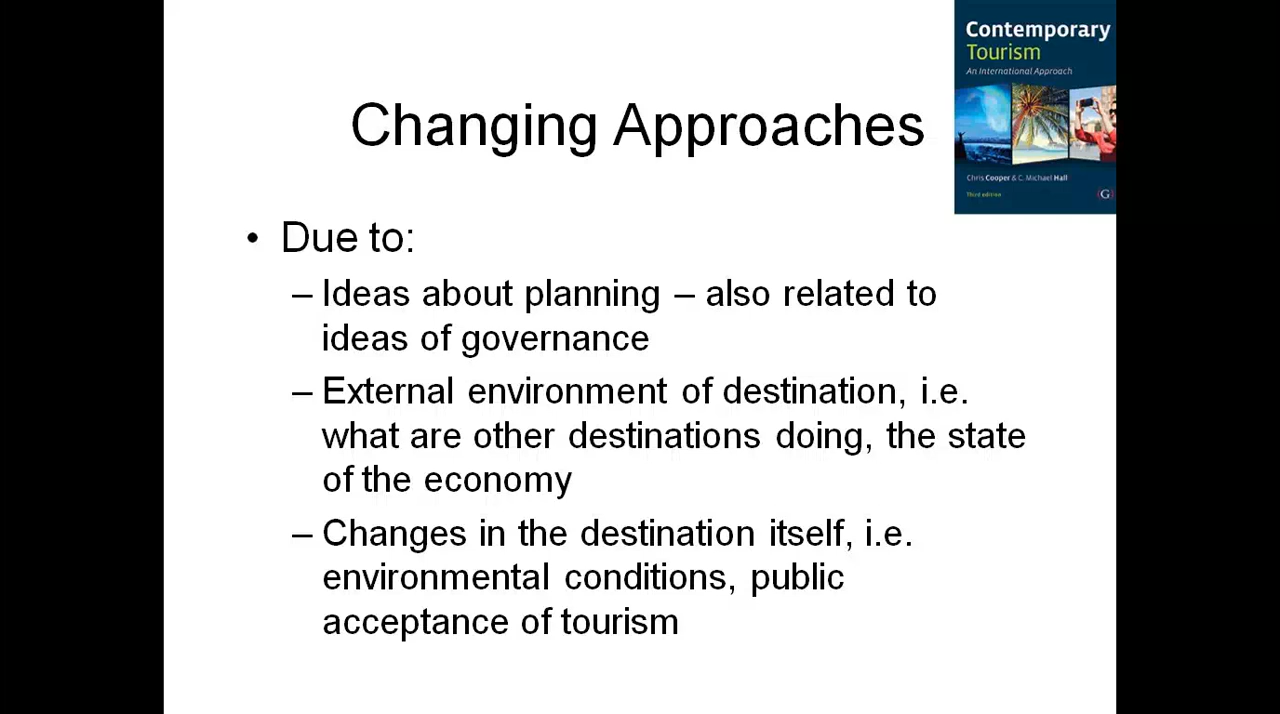 Contemporary
Tourism
An International Approach
Chris Cooper & C. Michael Hall
Third edition
G
Changing Approaches
• Due to:
– Ideas about planning – also related to
ideas of governance
– External environment of destination, i.e.
what are other destinations doing, the state
of the economy
– Changes in the destination itself, i.e.
environmental conditions, public
acceptance of tourism